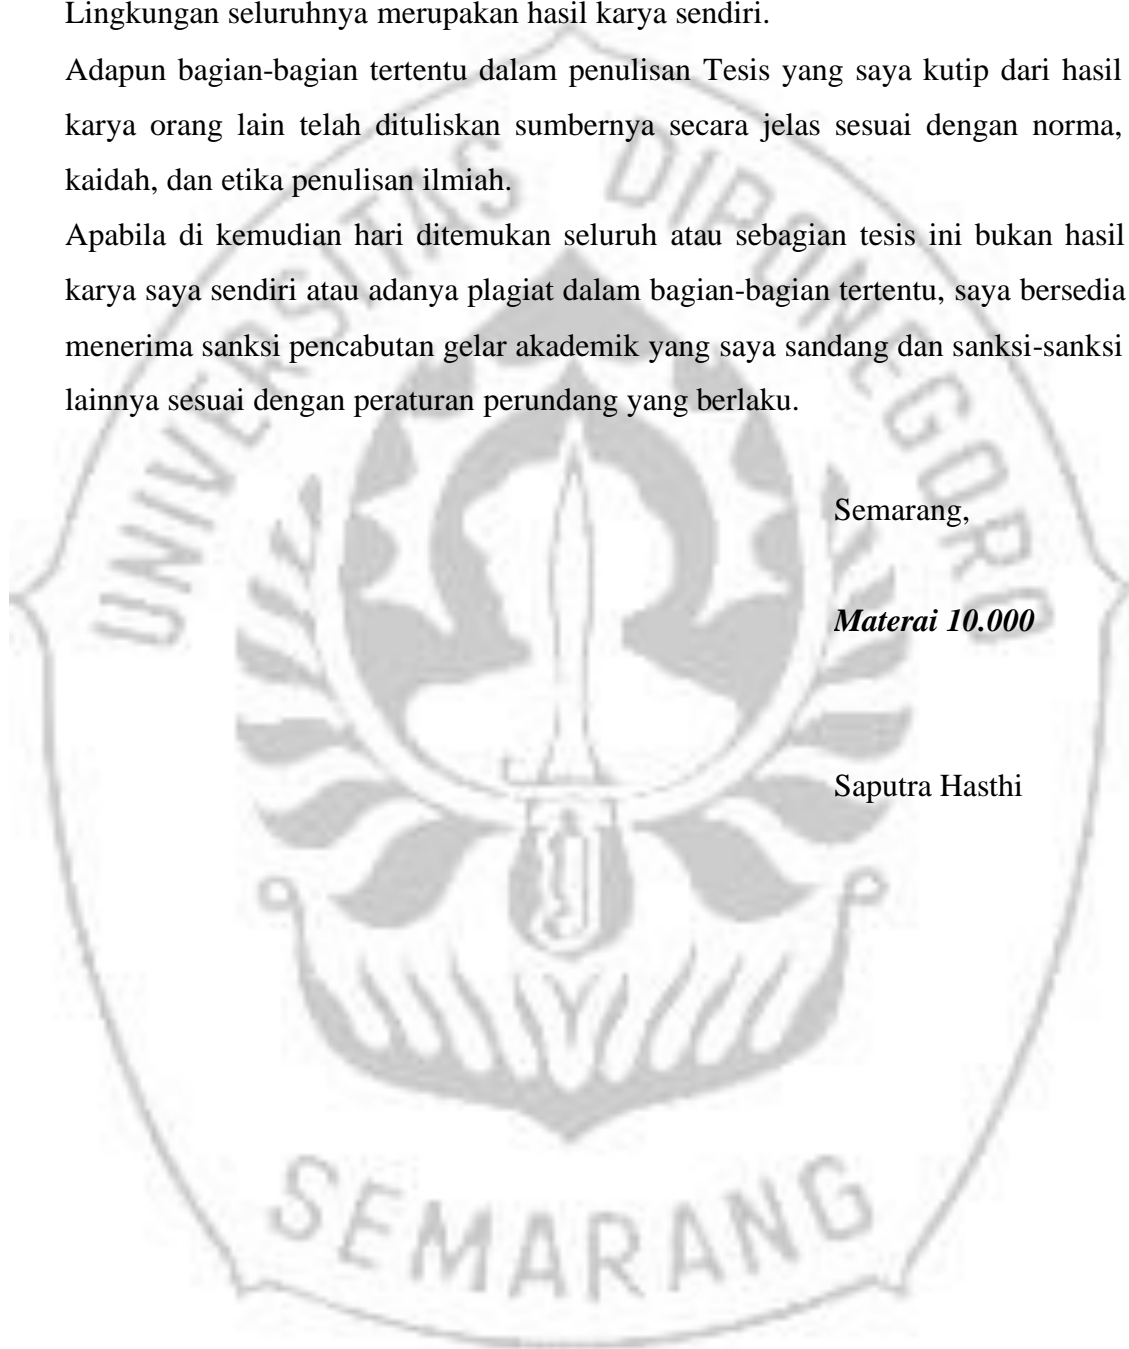 Lingkungan seluruhnya merupakan hasil karya sendiri.
Adapun bagian-bagian tertentu dalam penulisan Tesis yang saya kutip dari hasil
karya orang lain telah dituliskan sumbernya secara jelas sesuai dengan norma,
kaidah, dan etika penulisan ilmiah.
Apabila di kemudian hari ditemukan seluruh atau sebagian tesis ini bukan hasil
karya saya sendiri atau adanya plagiat dalam bagian-bagian tertentu, saya bersedia
menerima sanksi pencabutan gelar akademik yang saya sandang dan sanksi-sanksi
lainnya sesuai dengan peraturan perundang yang berlaku.
Semarang,
Materai 10.000
Saputra Hasthi
UNIVERSITAS DIPONEGORO
SEMARANG